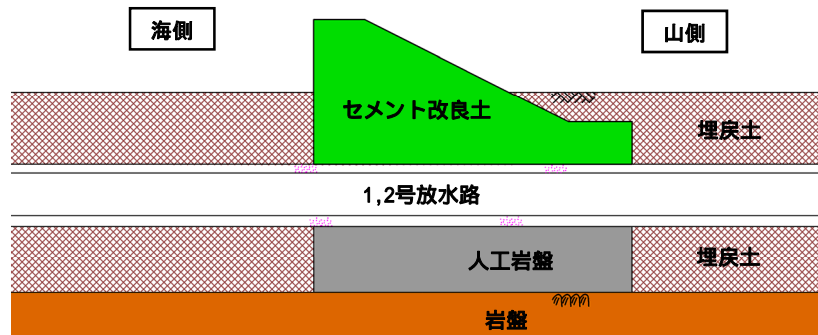 海側
山側
セメント改良土
埋戻土
1,2号放水路
人工岩盤
埋戻土
岩盤